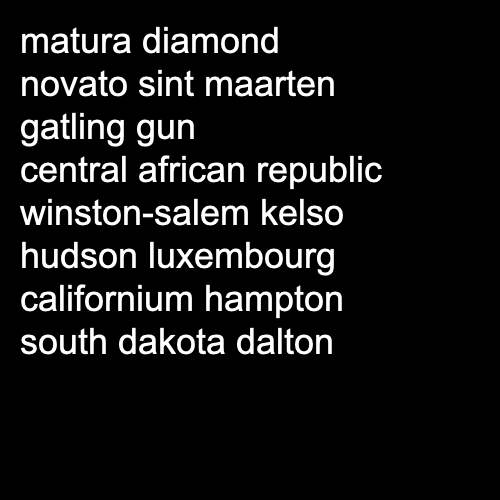 matura diamond
novato sint maarten
gatling gun
central african republic
winston-salem kelso
hudson luxembourg
californium hampton
south dakota dalton